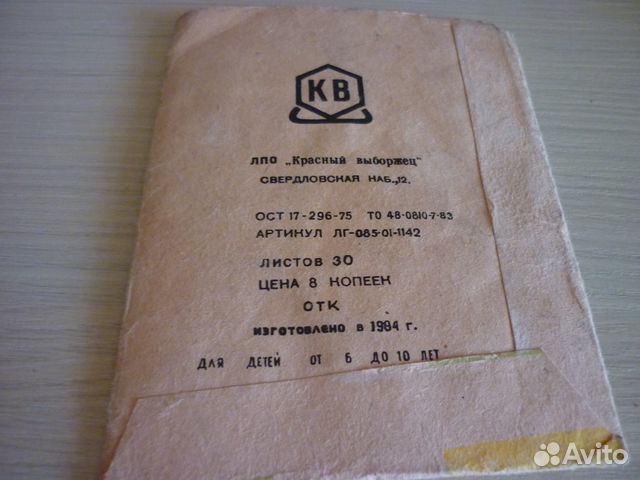 КВ
ЛПО „Красный выборжец"
СВЕРДЛОВСКАЯ НАБ.,12.
ОСТ 17-296-75 ТО 48-0810-7-83
АРТИКУЛ ЛГ-085-01-1142
ЛИСТОВ 30
ЦЕНА 8 КОПЕЕК
ОТК
ИЗГОТОВЛЕНО В 1984 г.
ДЛЯ ДЕТЕЙ ОТ 6 ДО 10 ЛЕТ
Avito